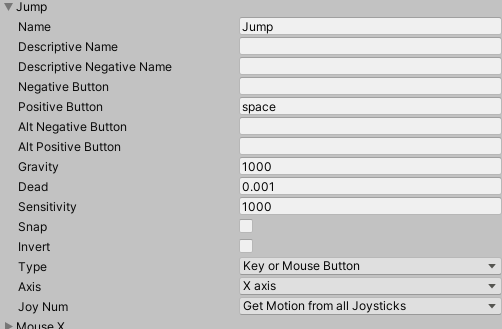 Jump
Name Jump
Descriptive Name
Descriptive Negative Name
Negative Button
Positive Button space
Alt Negative Button
Alt Positive Button
Gravity 1000
Dead 0.001
Sensitivity 1000
Snap
Invert
Type Key or Mouse Button
Axis X axis
Joy Num Get Motion from all Joysticks
Mouse X